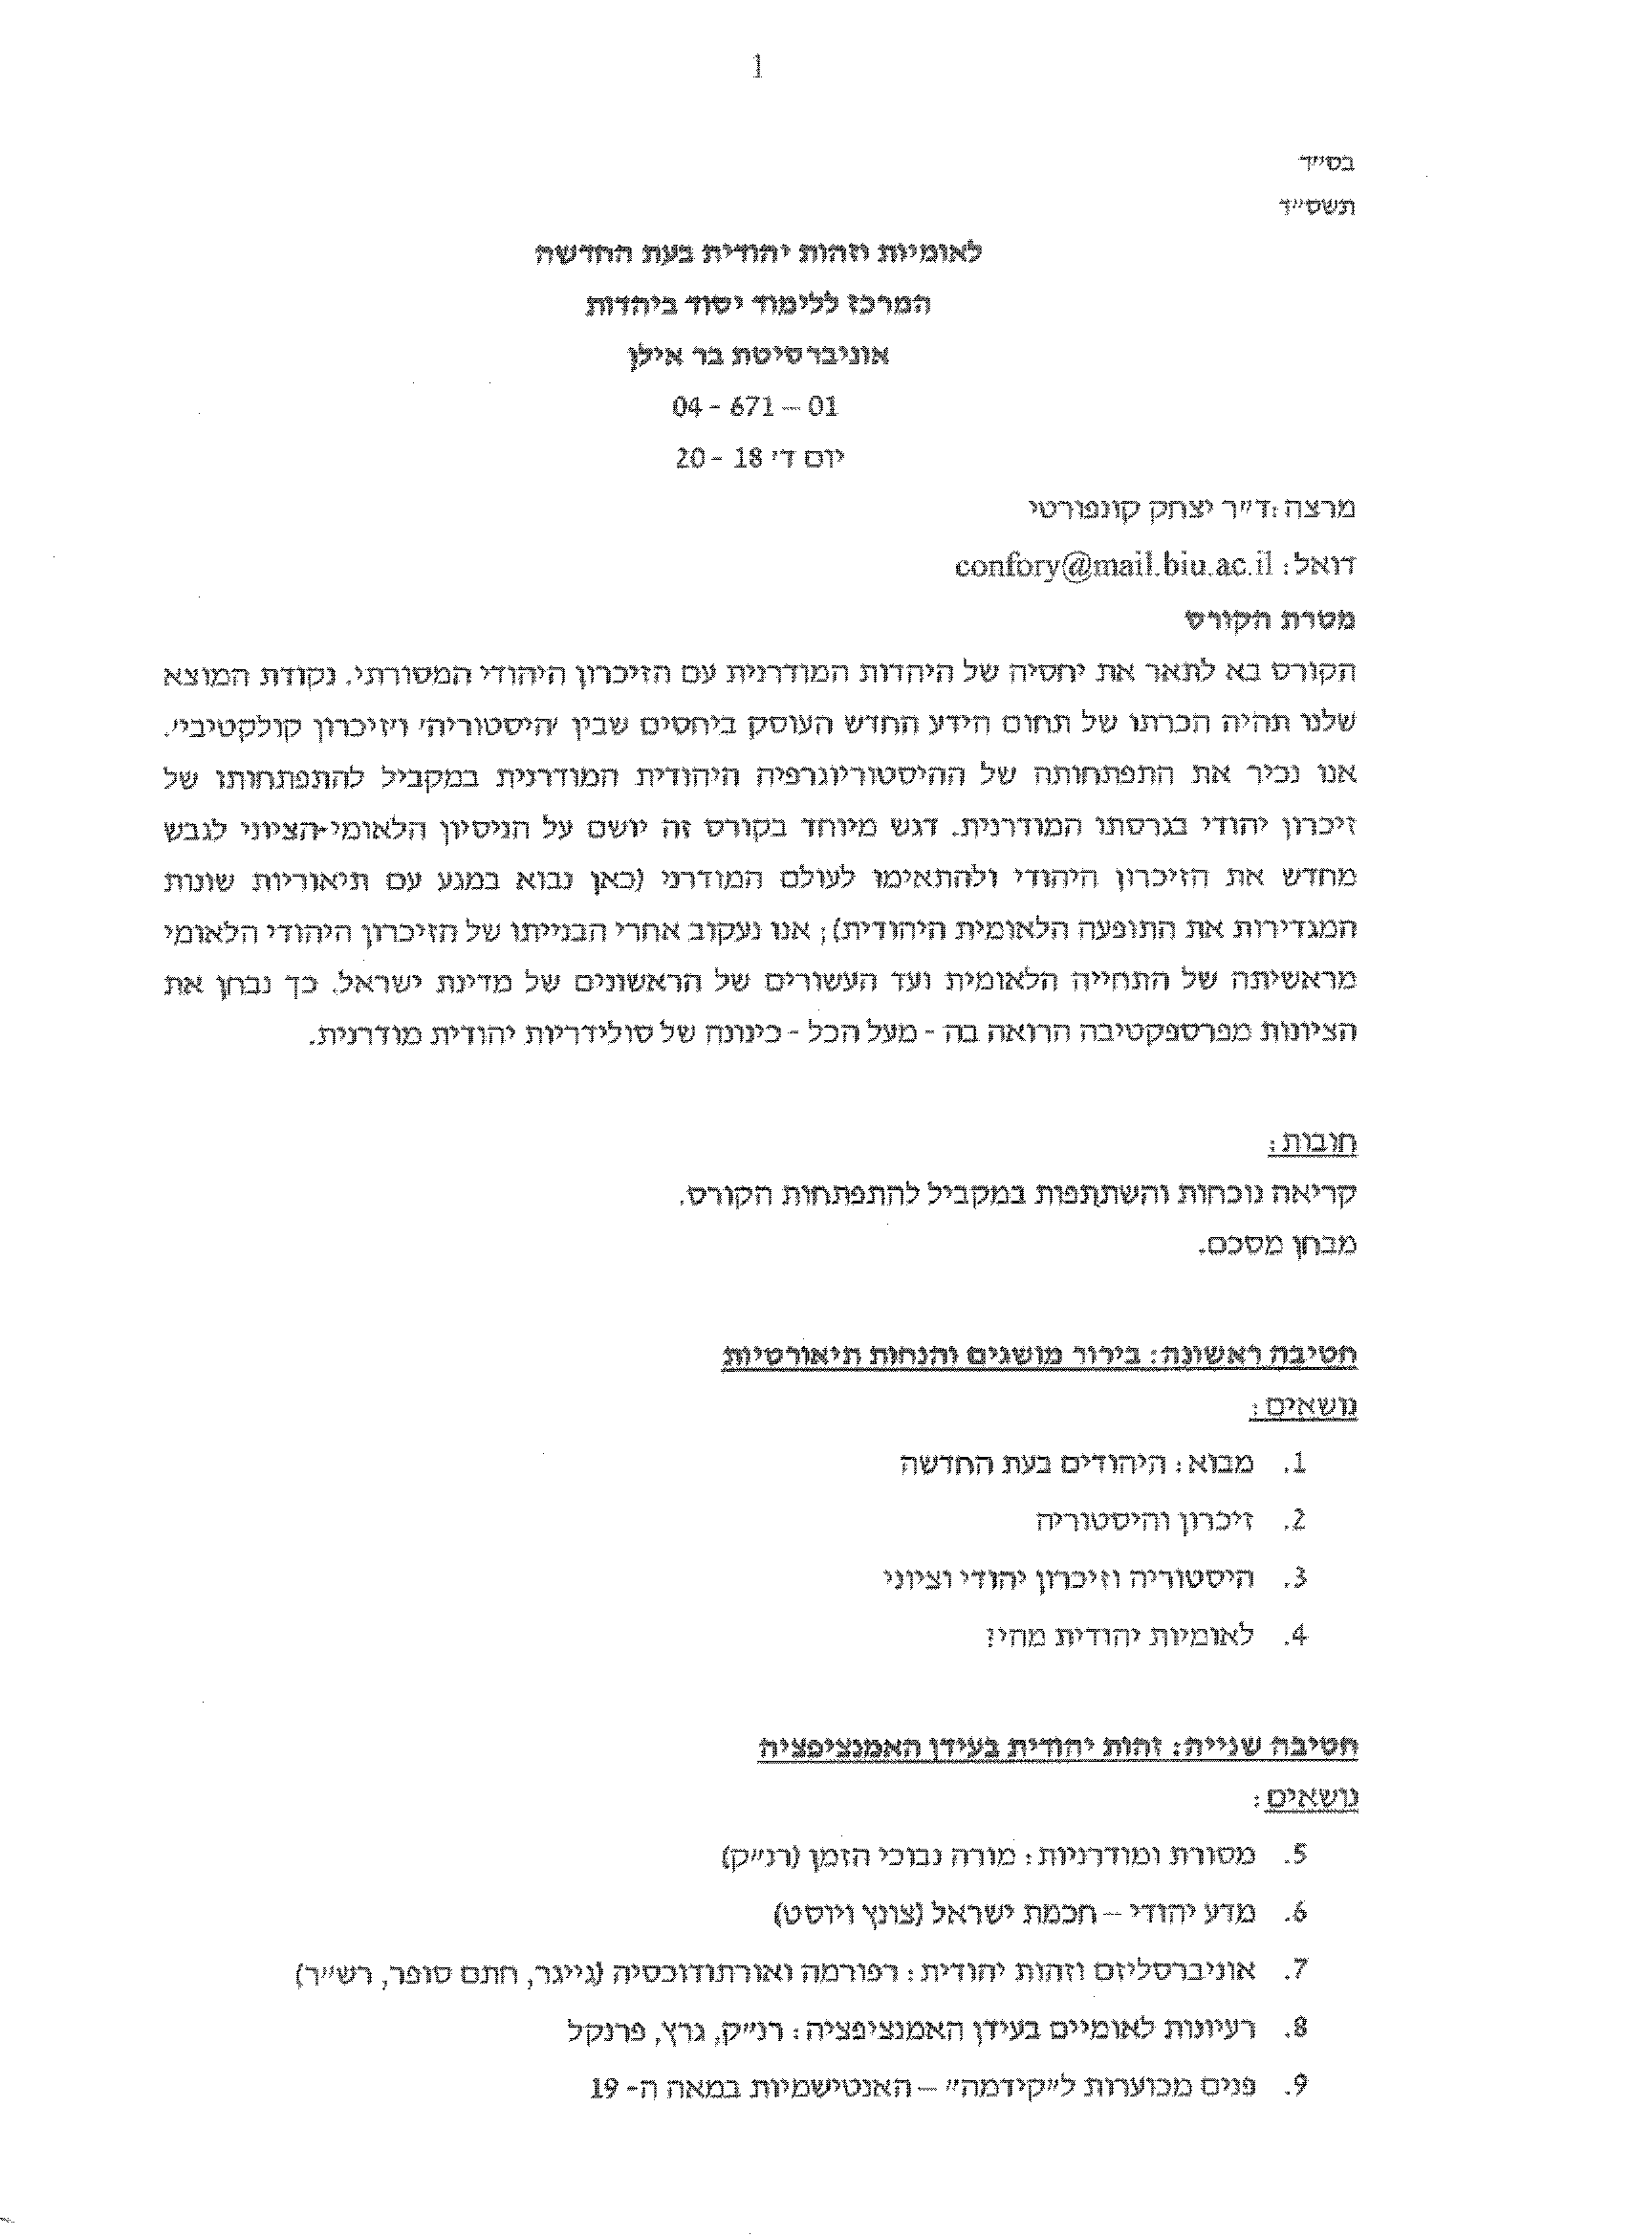 1
בס״ד
תשס״ד
לאומיות וזהות יהודית בעת החדשה
המרכז ללימוד יסוד ביהדות
אוניברסיטת בר אילן
04 - 671 – 01
יום ד׳ 18 - 20
מרצה :ד״ר יצחק קונפורטי
דואל: confory@mail.biu.ac.il
מטרת הקורס
הקורס בא לתאר את יחסיה של היהדות המודרנית עם הזיכרון היהודי המסורתי. נקודת המוצא
שלנו תהיה הכרתו של תחום הידע החדש העוסק ביחסים שבין ׳היסטוריה׳ ו׳זיכרון קולקטיבי׳.
אנו נכיר את התפתחותה של ההיסטוריוגרפיה היהודית המודרנית במקביל להתפתחותו של
זיכרון יהודי בגרסתו המודרנית. דגש מיוחד בקורס זה יושם על הניסיון הלאומי-הציוני לגבש
מחדש את הזיכרון היהודי ולהתאימו לעולם המודרני (כאן נבוא במגע עם תיאוריות שונות
המגדירות את התופעה הלאומית היהודית); אנו נעקוב אחרי הבנייתו של הזיכרון היהודי הלאומי
מראשיתה של התחייה הלאומית ועד העשורים של הראשונים של מדינת ישראל. כך נבחן את
הציונות מפרספקטיבה הרואה בה - מעל הכל - כינונה של סולידריות יהודית מודרנית.
חובות:
קריאה נוכחות והשתתפות במקביל להתפתחות הקורס.
מבחן מסכם.
חטיבה ראשונה: בירור מושגים והנחות תיאורטיות
נושאים:
1. מבוא: היהודים בעת החדשה
2. זיכרון והיסטוריה
3. היסטוריה וזיכרון יהודי וציוני
4. לאומיות יהודית מהי?
חטיבה שנייה: זהות יהודית בעידן האמנציפציה
נושאים:
5. מסורת ומודרניות: מורה נבוכי הזמן (רנ״ק)
6. מדע יהודי – חכמת ישראל (צונץ ויוסט)
7. אוניברסליזם וזהות יהודית: רפורמה ואורתודוכסיה (גייגר, חתם סופר, רש״ר)
8. רעיונות לאומיים בעידן האמנציפציה: רנ״ק, גרץ, פרנקל
9. פנים מכוערות ל״קידמה״ – האנטישמיות במאה ה- 19